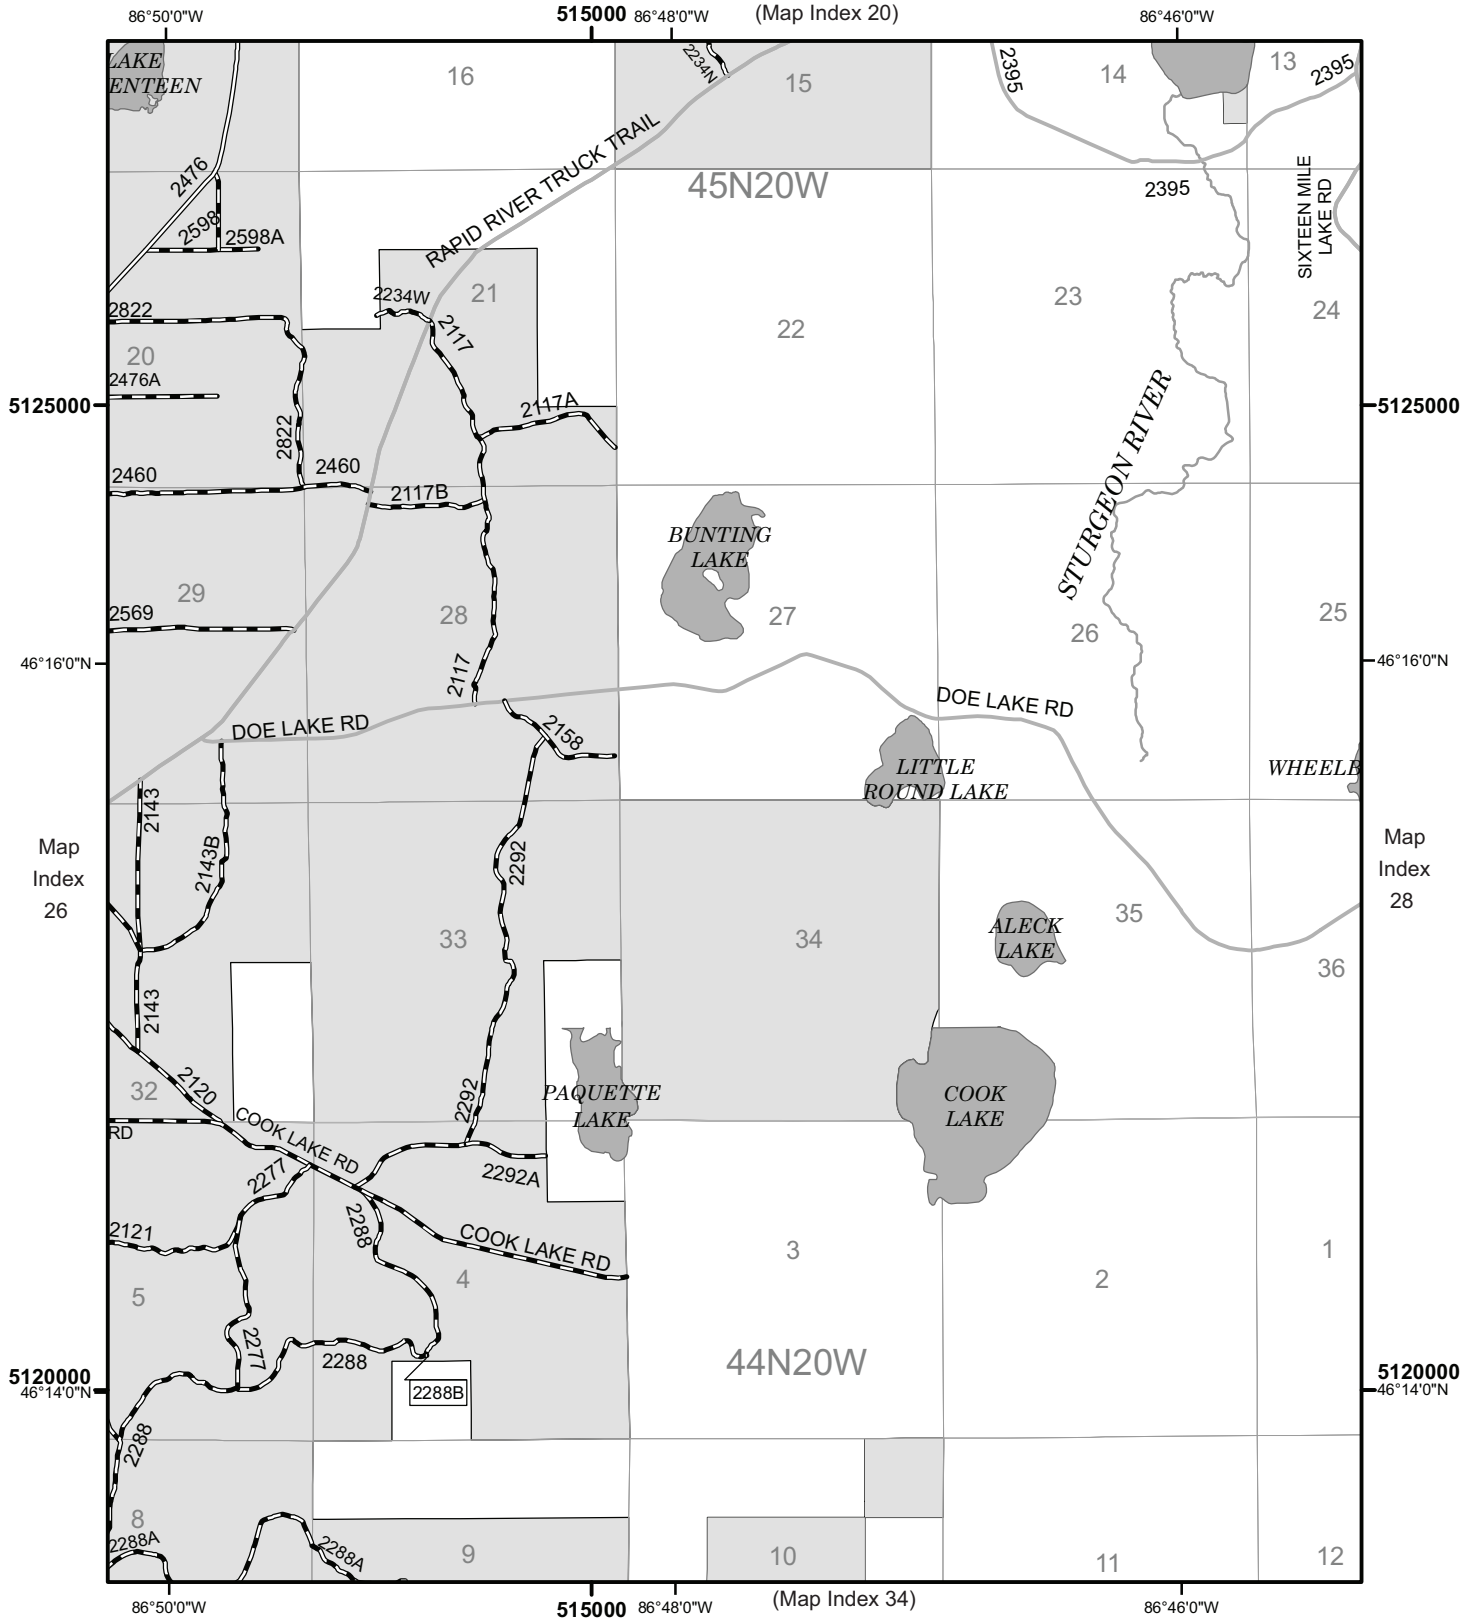 86°50'0"W
515000
86°48'0"W
(Map Index 20)
86°46'0"W
LAKE
ENTEEN
16
2234N
15
2395
14
13
2395
2476
RAPID RIVER TRUCK TRAIL
45N20W
2395
SIXTEEN MILE
LAKE RD
2598
2598A
2234W
21
2117
22
23
24
2822
20
2476A
2822
2117A
5125000
5125000
STURGEON RIVER
2460
2460
2117B
BUNTING
LAKE
29
28
27
26
25
2569
46°16'0"N
46°16'0"N
2117
DOE LAKE RD
DOE LAKE RD
2158
LITTLE
ROUND LAKE
WHEELE
2143
2143B
2292
Map
Index
26
Map
Index
28
33
34
35
ALECK
LAKE
36
2143
32
2120
2292
PAQUETTE
LAKE
COOK
LAKE
RD
COOK LAKE RD
2277
2292A
2121
2288
COOK LAKE RD
5
4
3
2
1
2277
2288
44N20W
2288B
5120000
46°14'0"N
5120000
46°14'0"N
2288
8
2288A
2288A
9
10
11
12
86°50'0"W
515000
86°48'0"W
(Map Index 34)
86°46'0"W